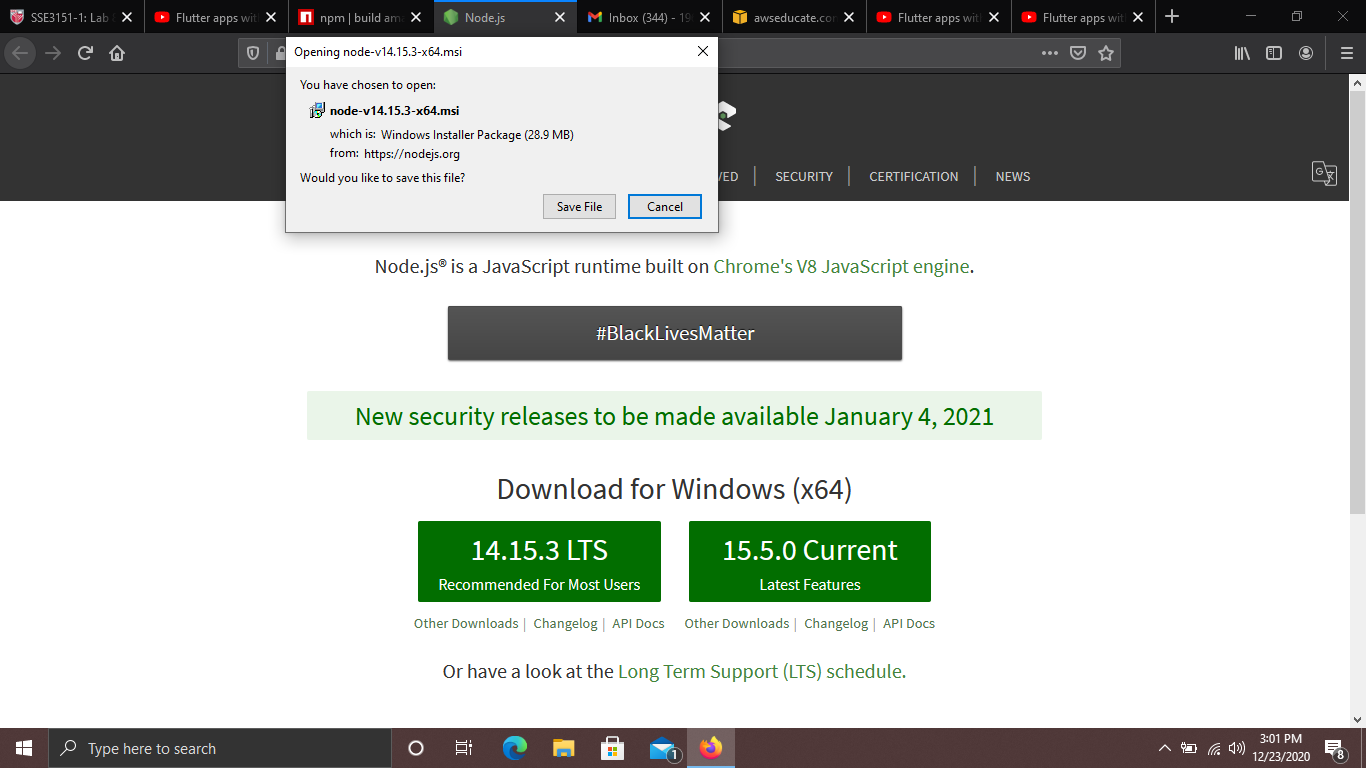 SSE3151-1: Lab
Flutter apps with
npm | build am
Node.js
Inbox (344) - 19
awseducate.com
Flutter apps with
Flutter apps with
Opening node-v14.15.3-x64.msi
You have chosen to open:
node-v14.15.3-x64.msi
which is: Windows Installer Package (28.9 MB)
from: https://nodejs.org
Would you like to save this file?
Save File
Cancel
VED | SECURITY | CERTIFICATION | NEWS
Node.js® is a JavaScript runtime built on Chrome's V8 JavaScript engine.
#BlackLivesMatter
New security releases to be made available January 4, 2021
Download for Windows (x64)
14.15.3 LTS
Recommended For Most Users
15.5.0 Current
Latest Features
Other Downloads | Changelog | API Docs
Other Downloads | Changelog | API Docs
Or have a look at the Long Term Support (LTS) schedule.
Type here to search
1
3:01 PM
12/23/2020
8